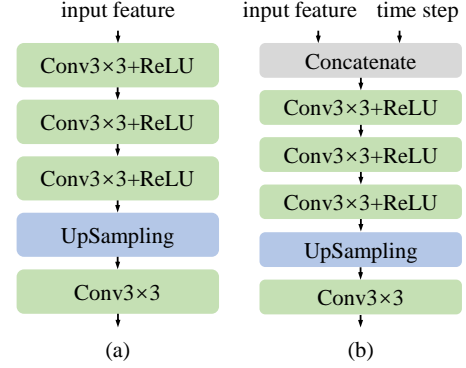 input feature
Conv3×3+ReLU
Conv3×3+ReLU
Conv3×3+ReLU
UpSampling
Conv3×3
(a)
input feature time step
Concatenate
Conv3×3+ReLU
Conv3×3+ReLU
Conv3×3+ReLU
UpSampling
Conv3×3
(b)